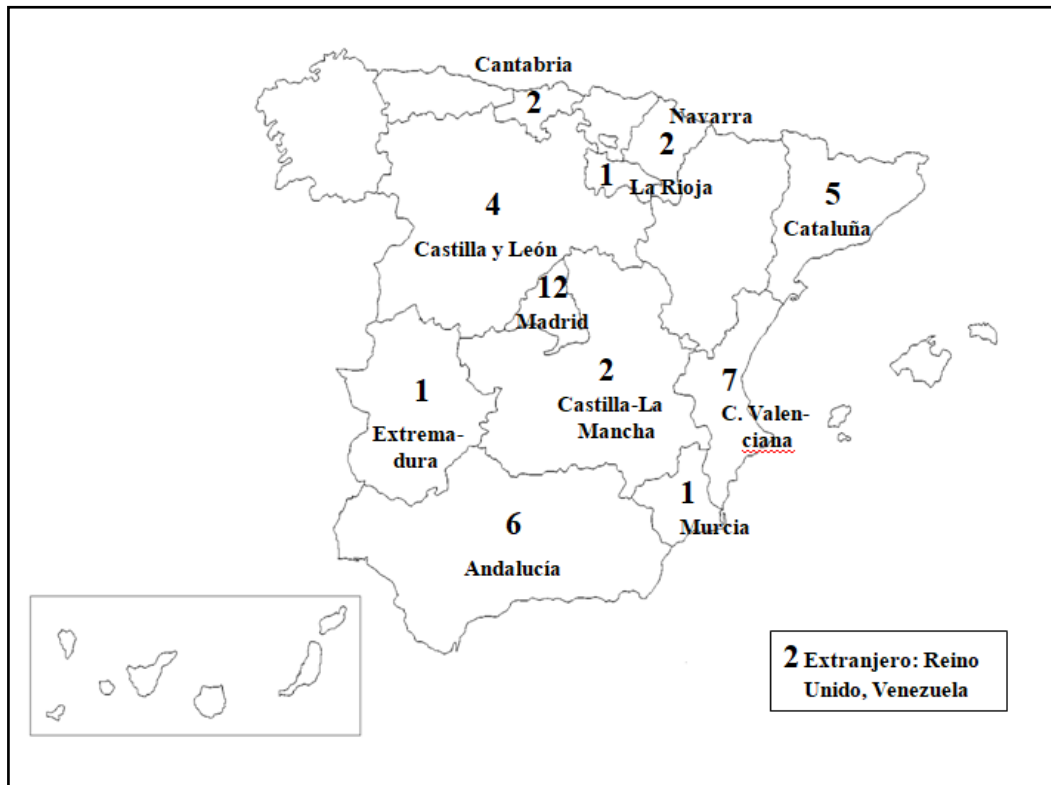 Cantabria
2
Navarra
2
1
La Rioja
5
Cataluña
4
Castilla y León
12
Madrid
2
Castilla-La
Mancha
7
C. Valen-
ciana
1
Extrema-
dura
1
Murcia
6
Andalucía
2 Extranjero: Reino
Unido, Venezuela